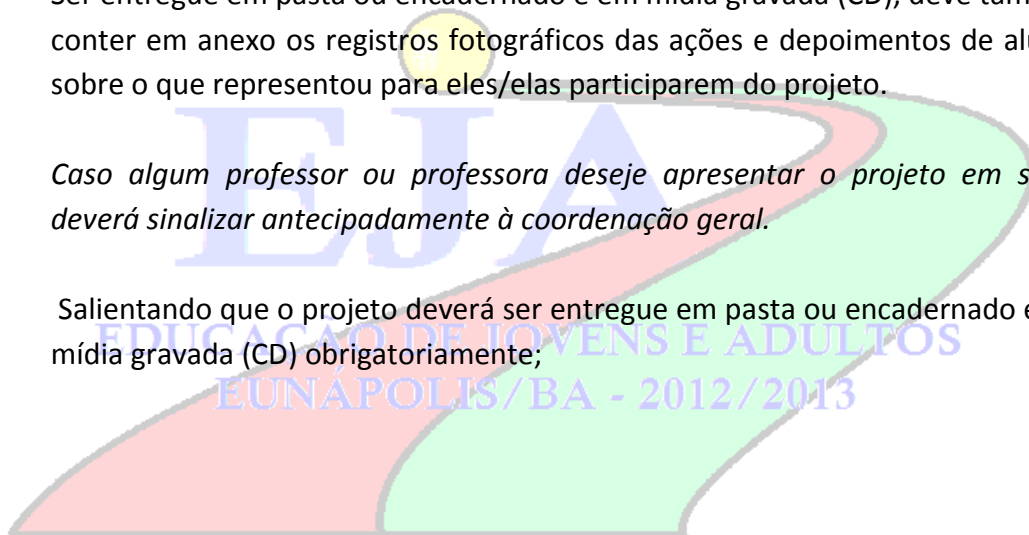 Ser entregue em pasta ou encadernado e em mídia gravada (CD), deve
conter em anexo os registros fotográficos das ações e depoimentos de
sobre o que representou para eles/elas participarem do projeto.
Caso algum professor ou professora deseje apresentar o projeto em
deverá sinalizar antecipadamente à coordenação geral.
Salientando que o projeto deverá ser entregue em pasta ou encadernado
mídia gravada (CD) obrigatoriamente;
EJA
EDUCAÇÃO DE JOVENS E ADULTOS
EUNÁPOLIS/BA - 2012/2013